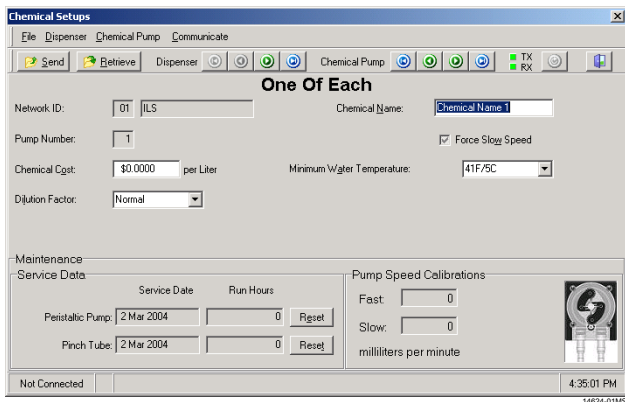 Chemical Setups
File Dispenser Chemical Pump Communicate
Send Retrieve Dispenser Chemical Pump TX
RX
One Of Each
Network ID: 01 ILS Chemical Name: Chemical Name 1
Pump Number: 1 Force Slow Speed
Chemical Cost: $0.0000 per Liter Minimum Water Temperature: 41F/5C
Dilution Factor: Normal
Maintenance
Service Data Pump Speed Calibrations
Service Date Run Hours
Fast: 0
Peristaltic Pump: 2 Mar 2004 0 Reset
Slow: 0
Pinch Tube: 2 Mar 2004 0 Reset
milliliters per minute
Not Connected 4:35:01 PM
14624-01MS